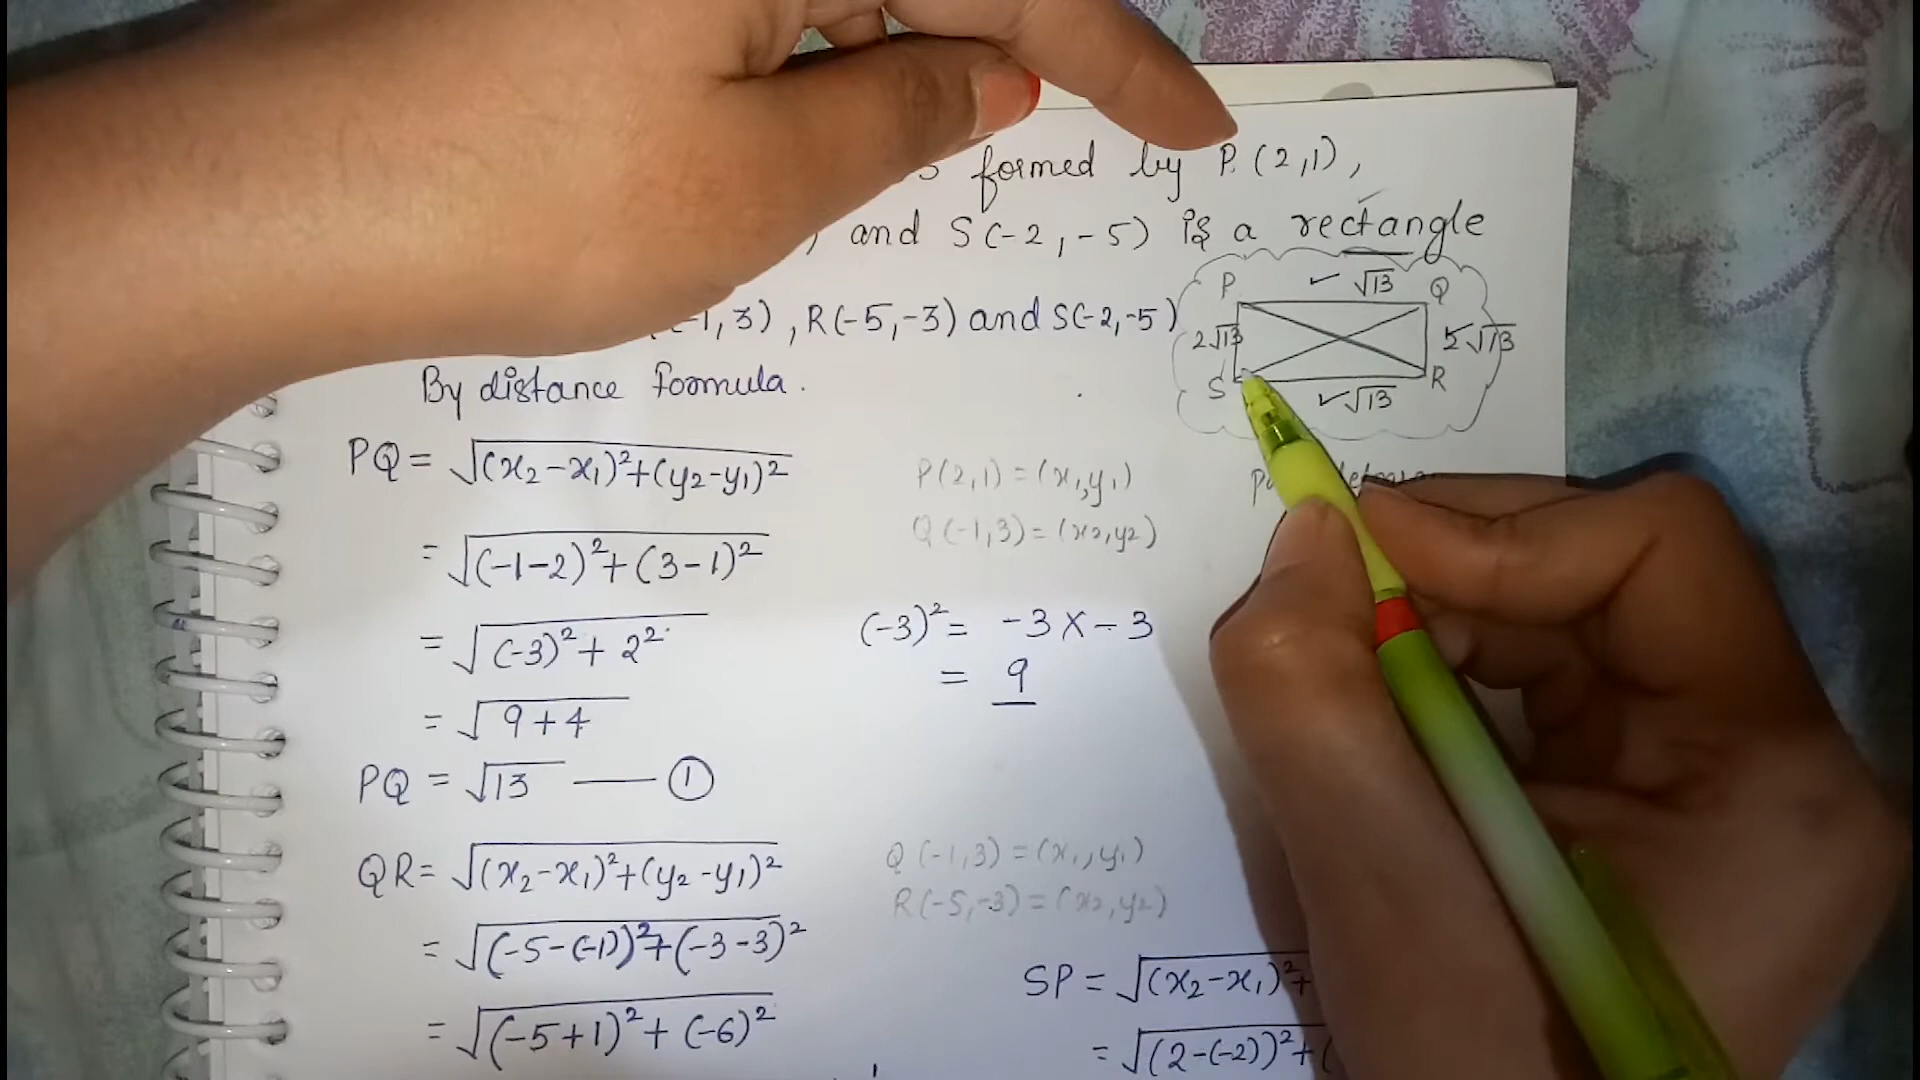 formed by P(2,1),
and S(-2,-5) is a rectangle
P √13 Q
-1,3), R(-5,-3) and S(-2,-5)
2√13 2√13
S √13 R
By distance formula.
PQ = √(x₂-x₁)²+(y₂-y₁)²
P(2,1) = (x₁,y₁)
= √(-1-2)²+(3-1)²
Q(-1,3) = (x₂,y₂)
= √(-3)²+2²
(-3)² = -3×-3
= 9
= √9+4
PQ = √13 —— ①
QR = √(x₂-x₁)²+(y₂-y₁)²
Q(-1,3) = (x₁,y₁)
R(-5,-3) = (x₂,y₂)
= √(-5-(-1))²+(-3-3)²
SP = √(x₂-x₁)²+
= √(-5+1)²+(-6)²
= √(2-(-2))²+(